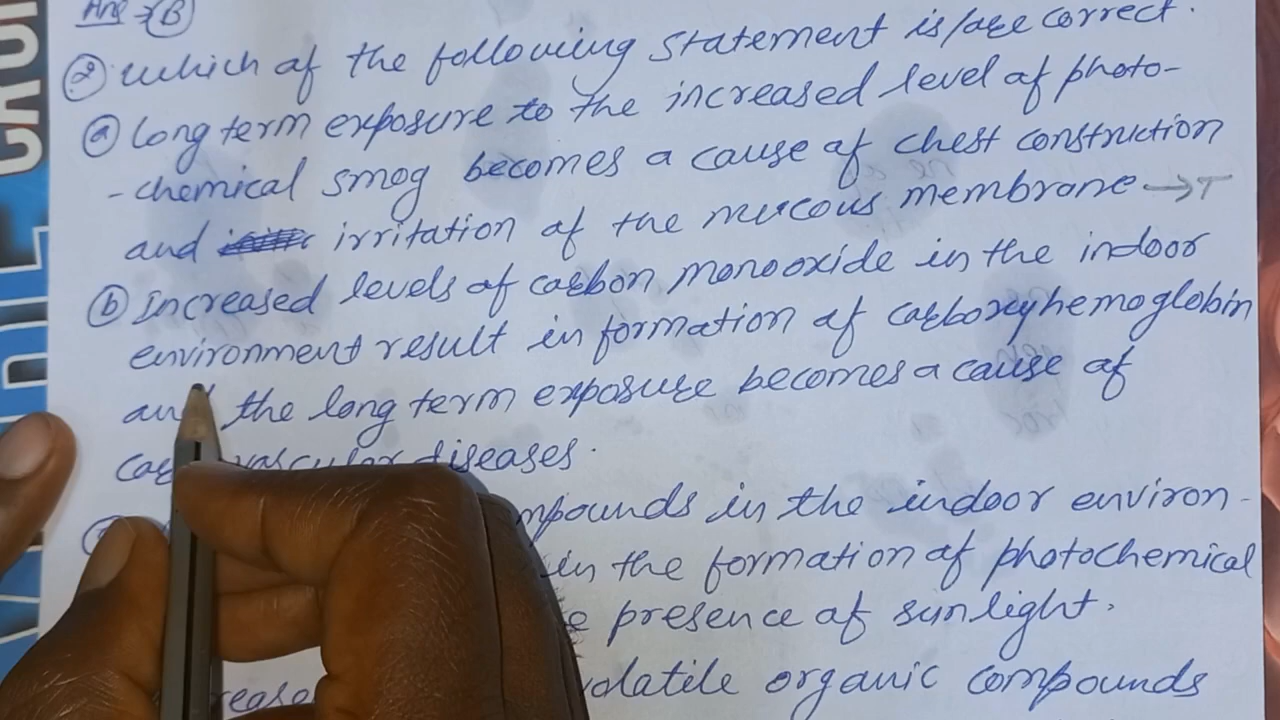 Ans → (B)
(2) which of the following statement is/are correct.
(a) Long term exposure to the increased level of photo-
-chemical smog becomes a cause of chest construction
and irritation of the mucous membrane → T
(b) Increased levels of carbon monooxide in the indoor
environment result in formation of carboxyhemoglobin
and the long term exposure becomes a cause of
diseases.
in the indoor environ-
in the formation of photochemical
presence of sunlight.
volatile organic compounds